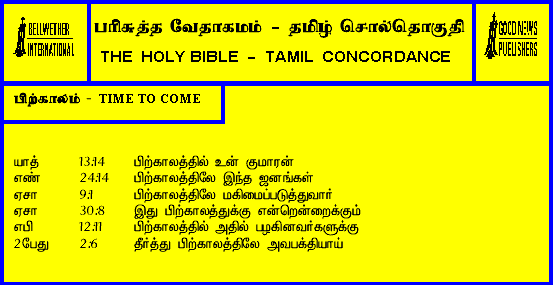 BELLWETHER
INTERNATIONAL
பரிசுத்த வேதாகமம் - தமிழ் சொல்தொகுதி
THE HOLY BIBLE - TAMIL CONCORDANCE
GOOD NEWS
PUBLISHERS
பிற்காலம் - TIME TO COME
யாத் 13:14 பிற்காலத்தில் உன் குமாரன்
எண் 24:14 பிற்காலத்திலே இந்த ஜனங்கள்
ஏசா 9:1 பிற்காலத்திலே மகிமைப்படுத்துவார்
ஏசா 30:8 இது பிற்காலத்துக்கு என்றென்றைக்கும்
எபி 12:11 பிற்காலத்தில் அதில் பழகினவர்களுக்கு
2பேது 2:6 தீர்த்து பிற்காலத்திலே அவபக்தியாய்